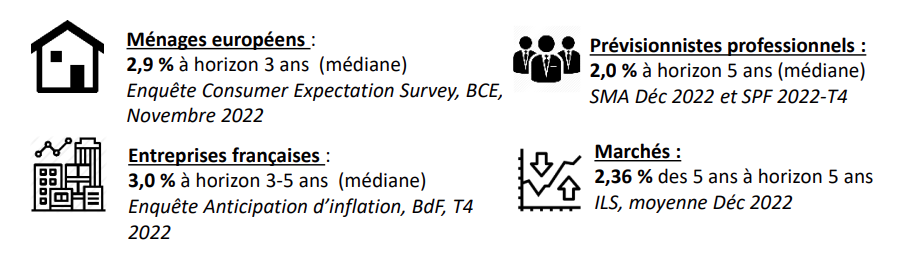 Ménages européens :
2,9 % à horizon 3 ans (médiane)
Enquête Consumer Expectation Survey, BCE,
Novembre 2022
Entreprises françaises :
3,0 % à horizon 3-5 ans (médiane)
Enquête Anticipation d’inflation, BdF, T4
2022
Prévisionnistes professionnels :
2,0 % à horizon 5 ans (médiane)
SMA Déc 2022 et SPF 2022-T4
Marchés :
2,36 % des 5 ans à horizon 5 ans
ILS, moyenne Déc 2022